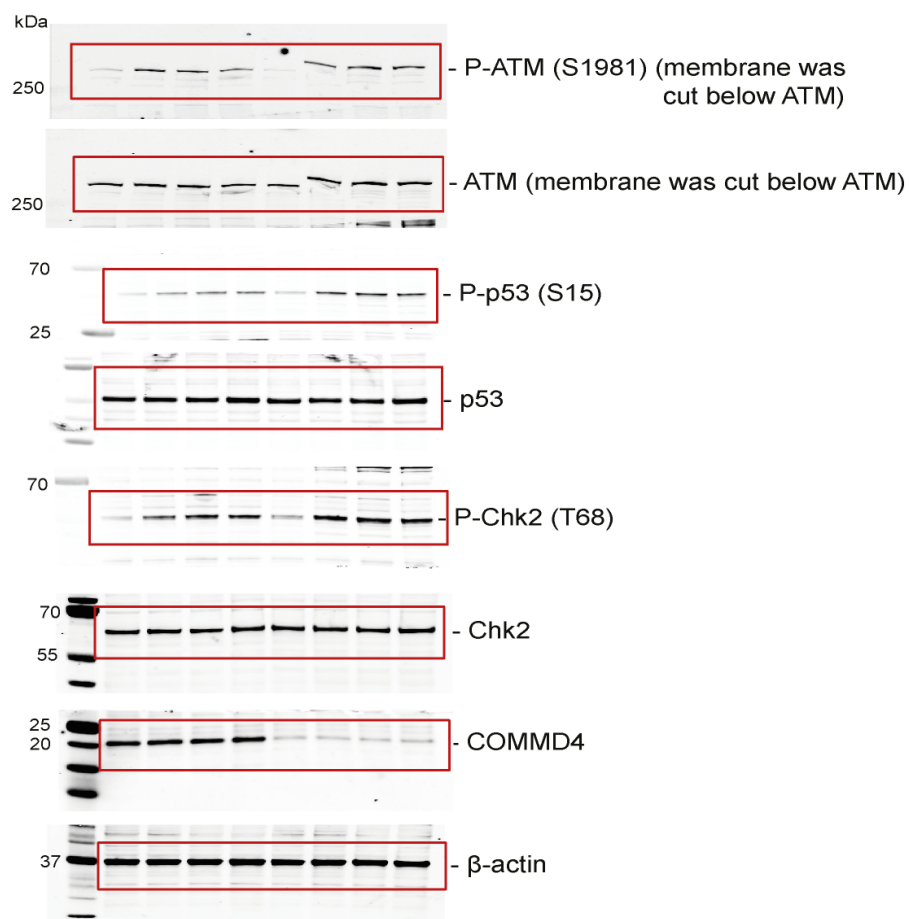 kDa
- P-ATM (S1981) (membrane was
cut below ATM)
250
- ATM (membrane was cut below ATM)
250
70
- P-p53 (S15)
25
- p53
70
- P-Chk2 (T68)
70
- Chk2
55
25
20
- COMMD4
37
- β-actin